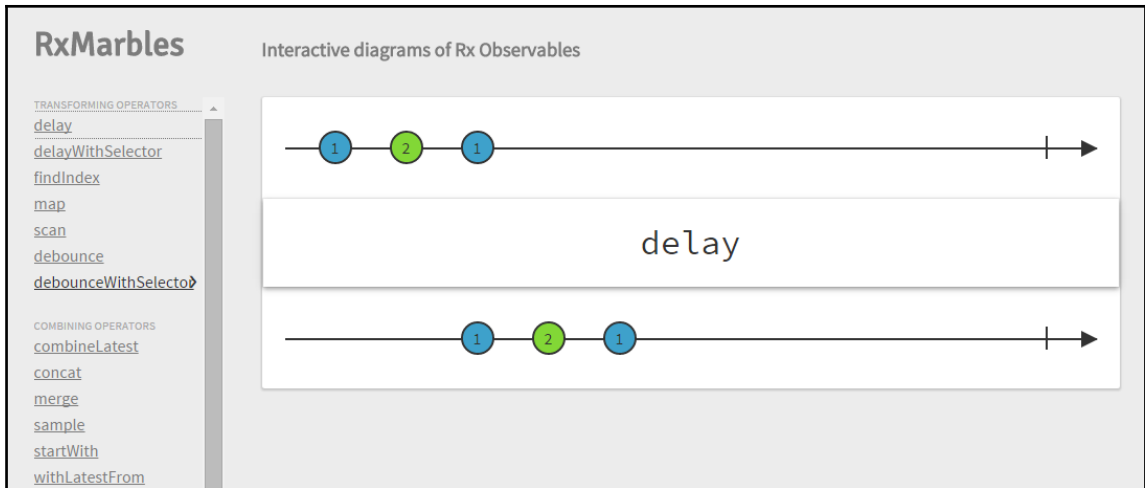 RxMarbles
Interactive diagrams of Rx Observables
TRANSFORMING OPERATORS
delay
delayWithSelector
findIndex
map
scan
debounce
debounceWithSelector
COMBINING OPERATORS
combineLatest
concat
merge
sample
startWith
withLatestFrom
1 2 1
delay
1 2 1